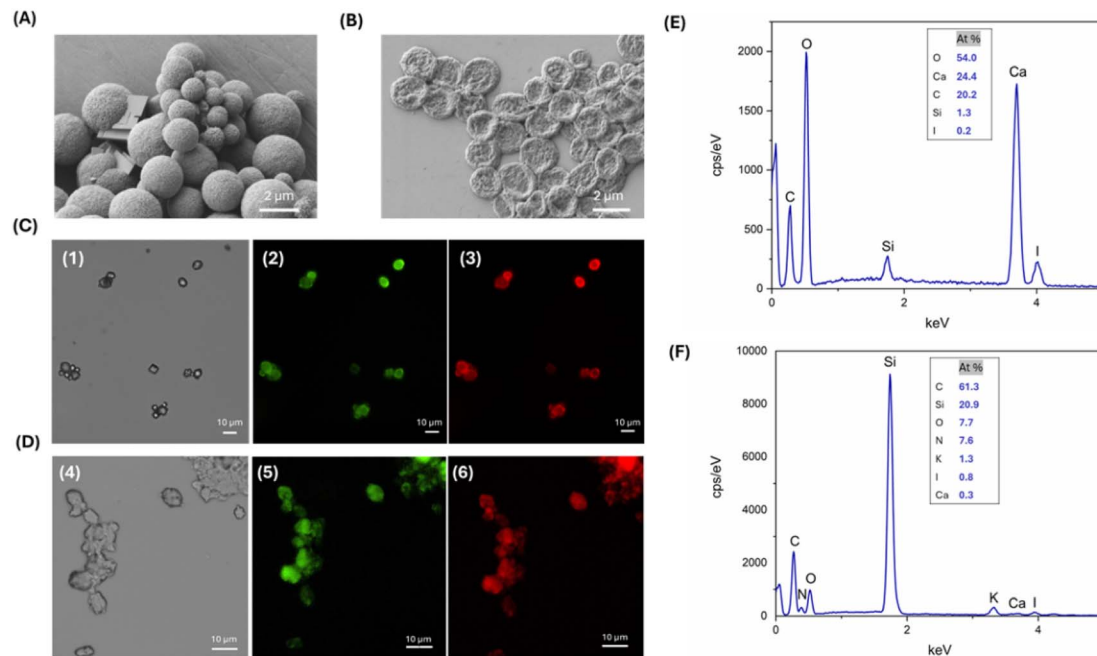 (A)
2 μm
(B)
2 μm
(C)
(1)
10 μm
(2)
10 μm
(3)
10 μm
(D)
(4)
10 μm
(5)
10 μm
(6)
10 μm
(E)
cps/eV
2000
1500
1000
500
0
0
2
4
keV
C
O
Si
Ca
I
At %
O 54.0
Ca 24.4
C 20.2
Si 1.3
I 0.2
(F)
cps/eV
10000
8000
6000
4000
2000
0
0
2
4
keV
C
N
O
Si
K
Ca
I
At %
C 61.3
Si 20.9
O 7.7
N 7.6
K 1.3
I 0.8
Ca 0.3